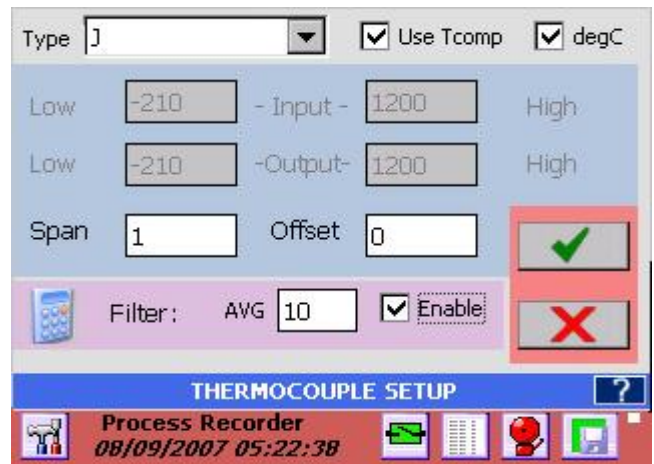 Type J Use Tcomp degC
Low -210 - Input - 1200 High
Low -210 -Output- 1200 High
Span 1 Offset 0
Filter: AVG 10 Enable
THERMOCOUPLE SETUP ?
Process Recorder
08/09/2007 05:22:38